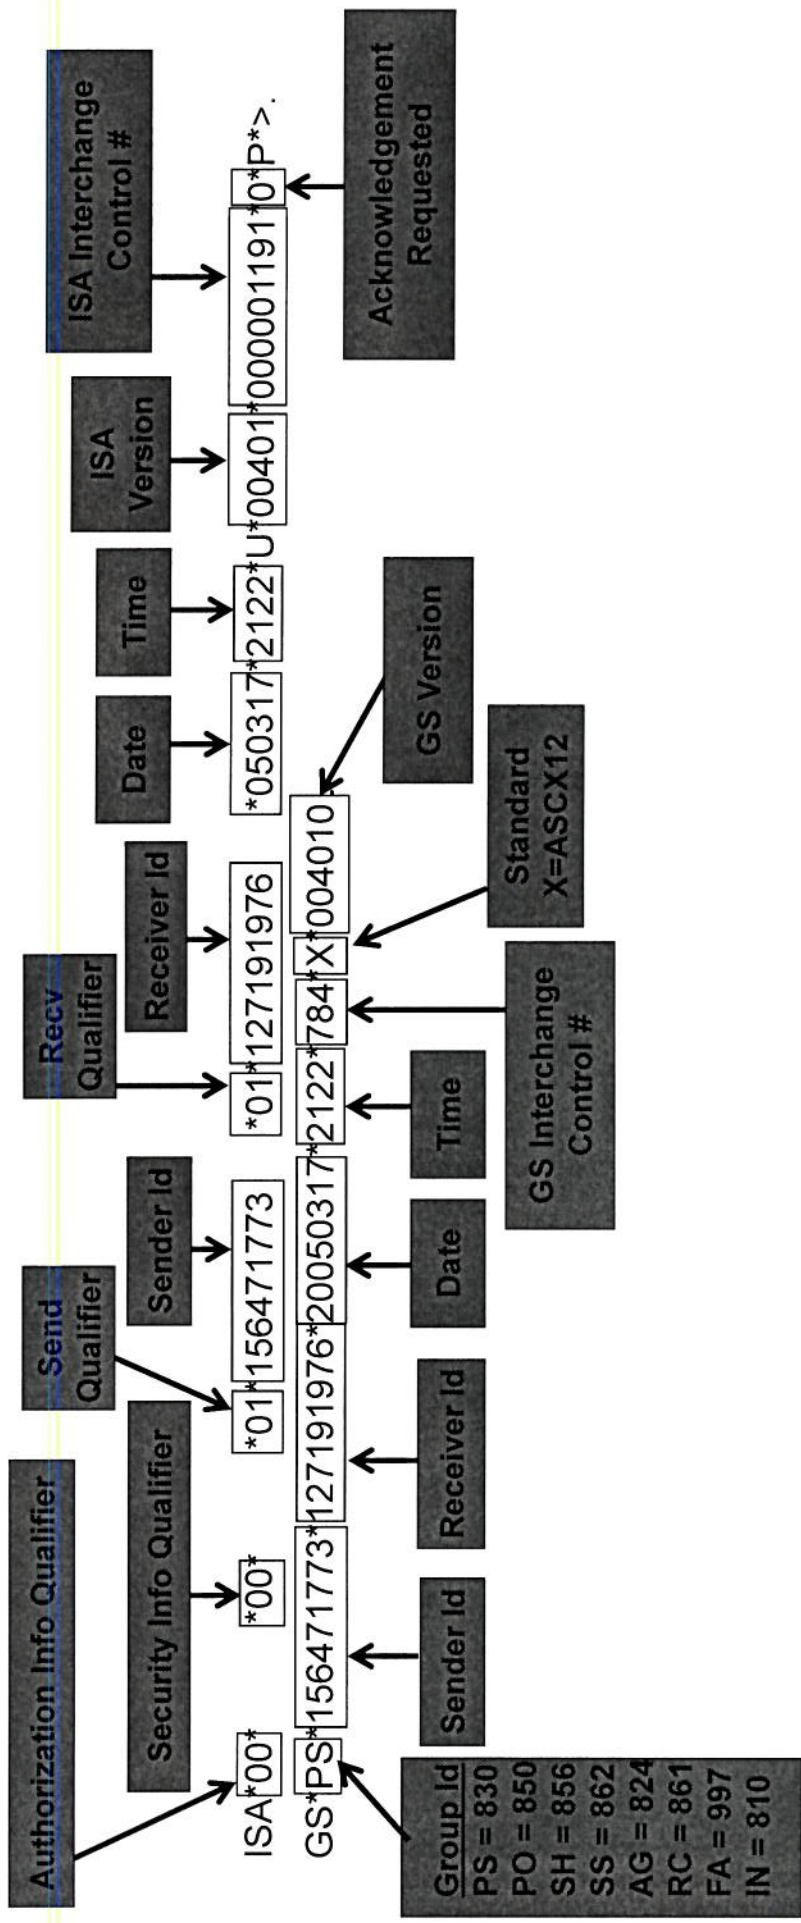 Authorization Info Qualifier
Security Info Qualifier
Send
Qualifier
Sender Id
Recv
Qualifier
Receiver Id
Date
Time
ISA
Version
ISA Interchange
Control #
ISA*00* *00* *01*156471773 *01*127191976 *050317*2122*U*00401*000001191*0*P*>.
GS*PS*156471773*127191976*20050317*2122*784*X*004010
Group Id
PS = 830
PO = 850
SH = 856
SS = 862
AG = 824
RC = 861
FA = 997
IN = 810
Sender Id
Receiver Id
Date
Time
GS Interchange
Control #
Standard
X=ASCX12
GS Version
Acknowledgement
Requested